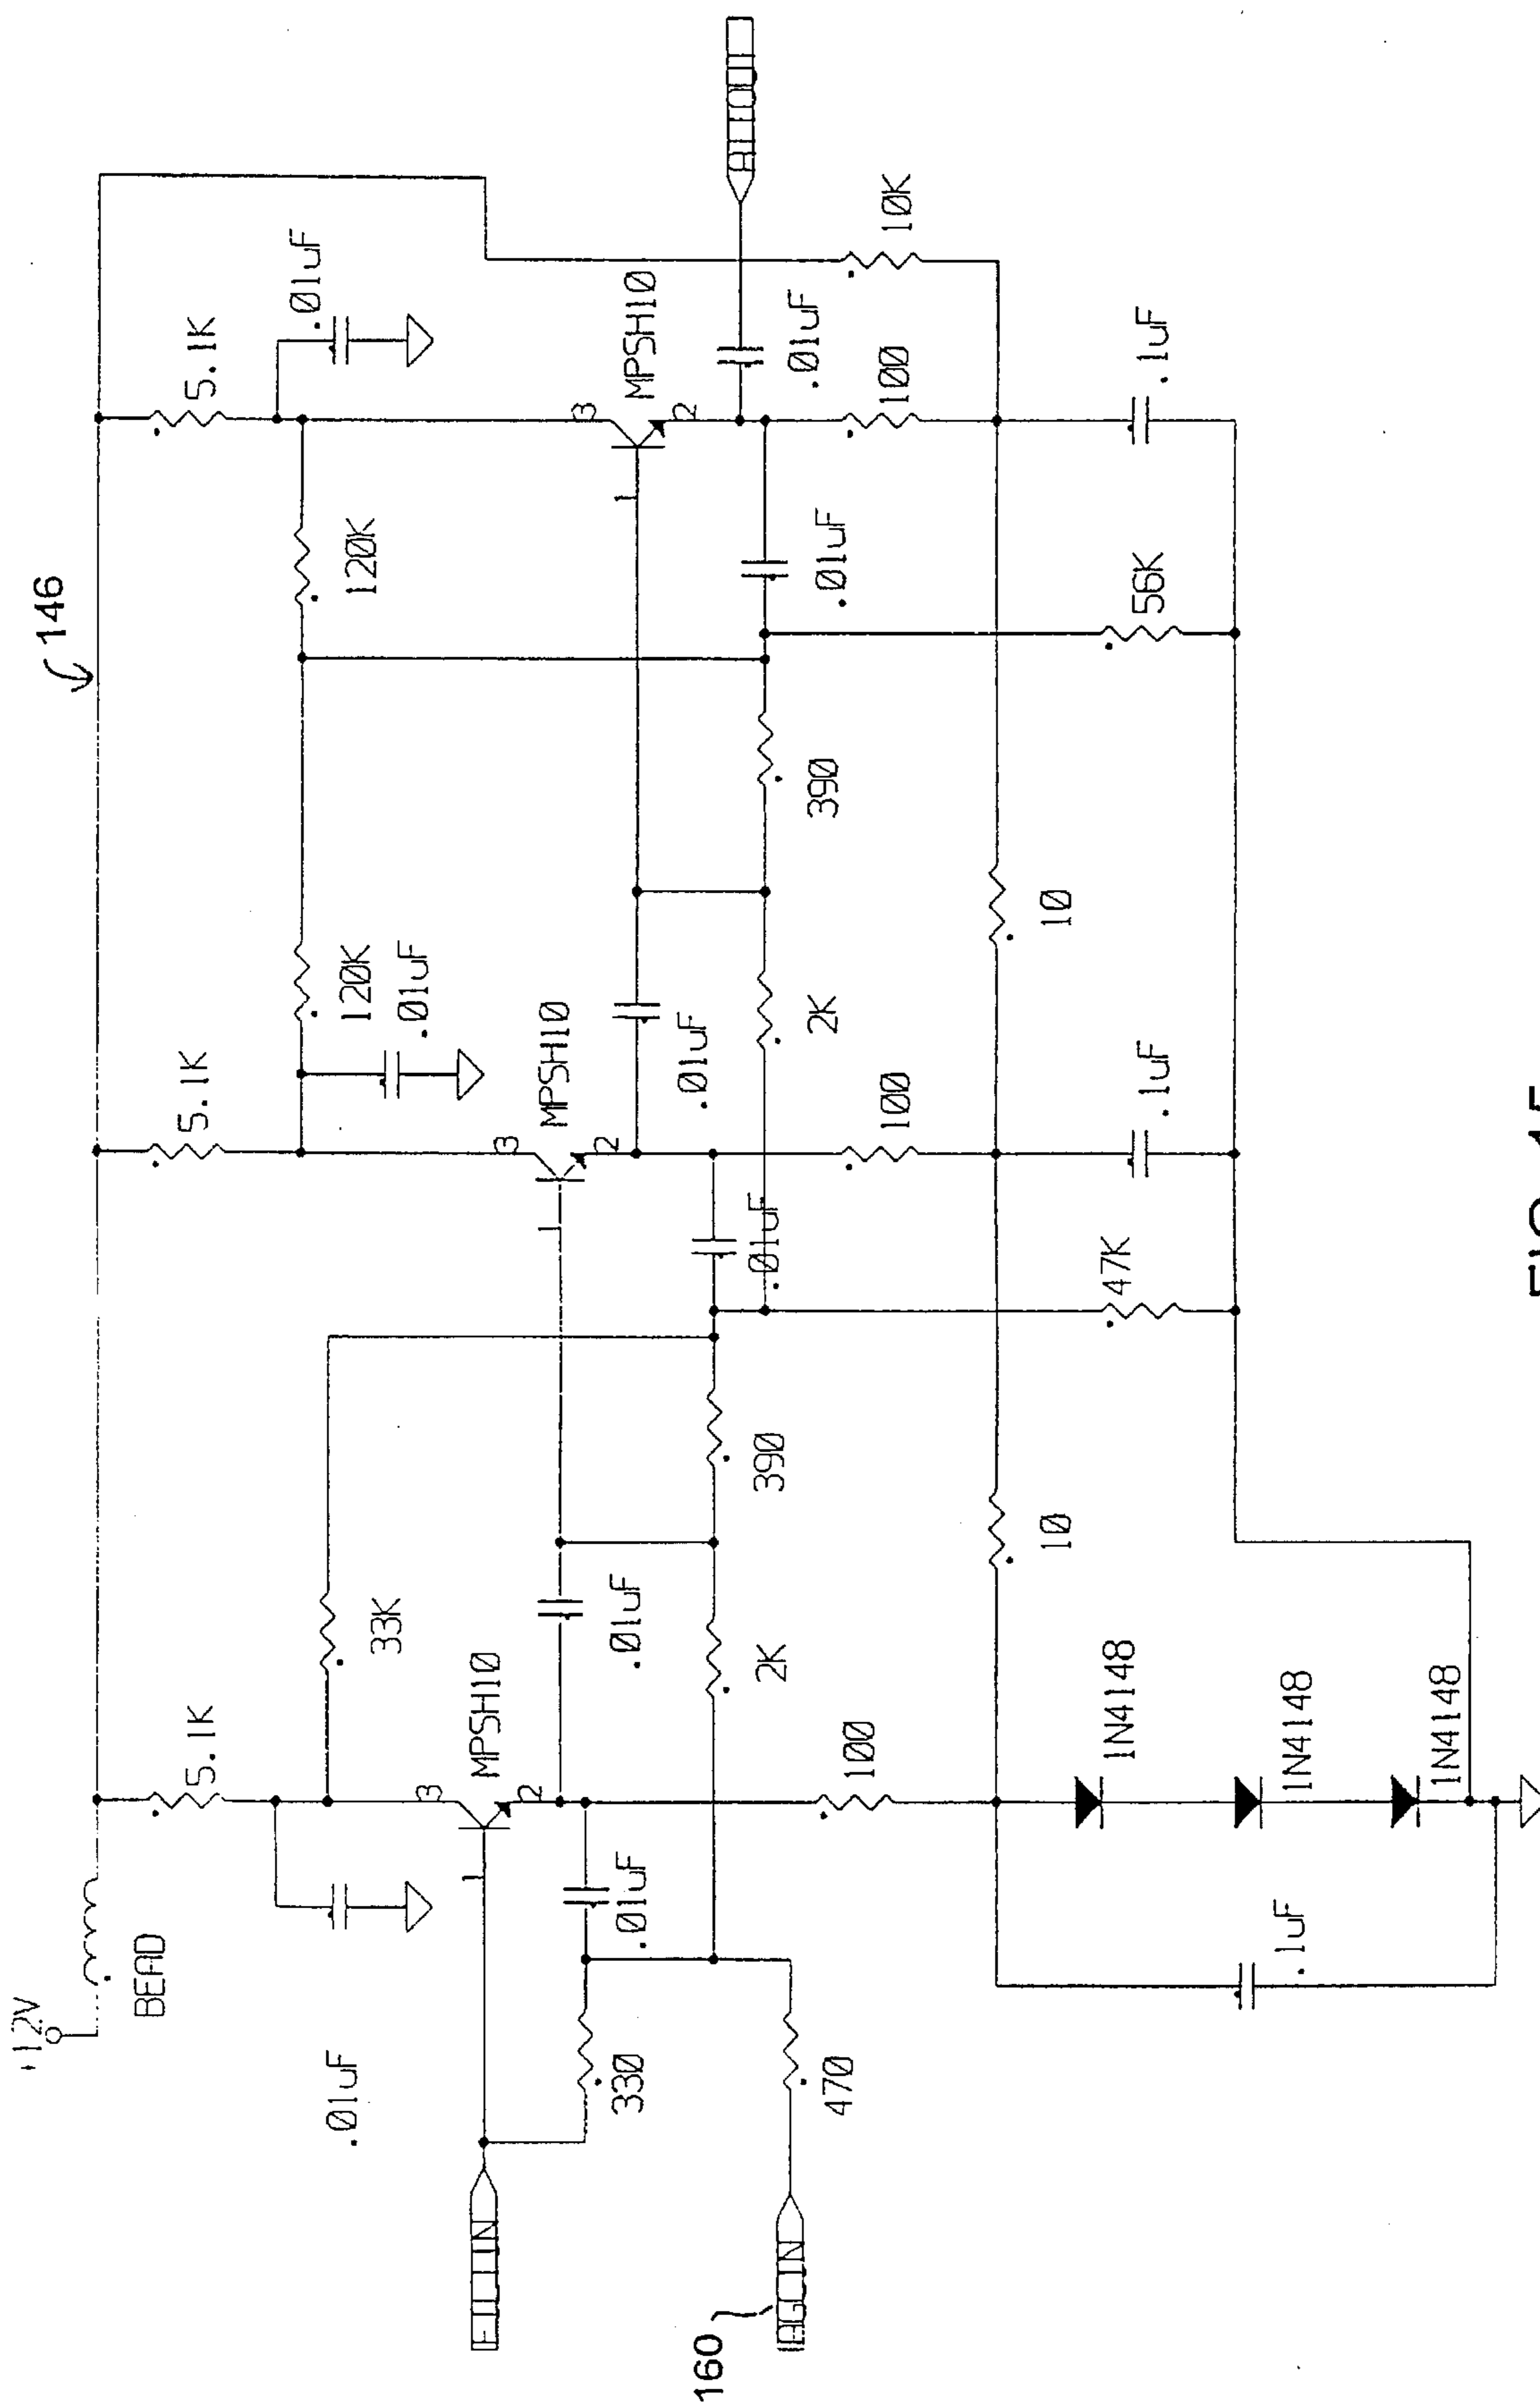 146
+12V
BEAD
5.1K
5.1K
5.1K
.01uF
33K
120K
.01uF
120K
.01uF
3
MPSH10
1
2
3
MPSH10
1
2
3
MPSH10
1
2
FILIN
330
.01uF
.01uF
2K
390
.01uF
.01uF
2K
390
.01uF
.01uF
160
IAGCIN
470
100
100
100
10K
10
10
.1uF
1N4148
1N4148
1N4148
47K
.1uF
56K
.1uF